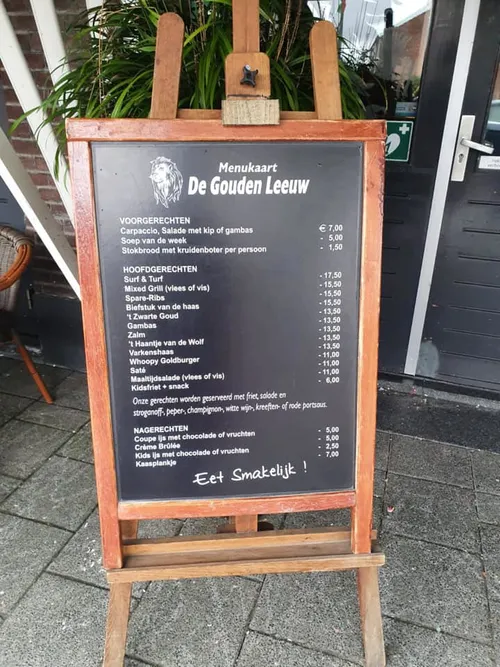 Menukaart
De Gouden Leeuw
VOORGERECHTEN
Carpaccio, Salade met kip of gambas € 7,00
Soep van de week - 5,00
Stokbrood met kruidenboter per persoon - 1,50
HOOFDGERECHTEN
Surf & Turf - 17,50
Mixed Grill (vlees of vis) - 15,50
Spare-Ribs - 15,50
Biefstuk van de haas - 15,50
't Zwarte Goud - 13,50
Gambas - 13,50
Zalm - 13,50
't Haantje van de Wolf - 13,50
Varkenshaas - 13,50
Whoopy Goldburger - 11,00
Saté - 11,00
Maaltijdsalade (vlees of vis) - 11,00
Kidsfriet + snack - 6,00
Onze gerechten worden geserveerd met friet, salade en
stroganoff, peper-, champignon-, witte wijn-, kreeften- of rode portsaus.
NAGERECHTEN
Coupe ijs met chocolade of vruchten - 5,00
Crème Brûlée - 5,00
Kids ijs met chocolade of vruchten - 2,50
Kaasplankje - 7,00
Eet Smakelijk !